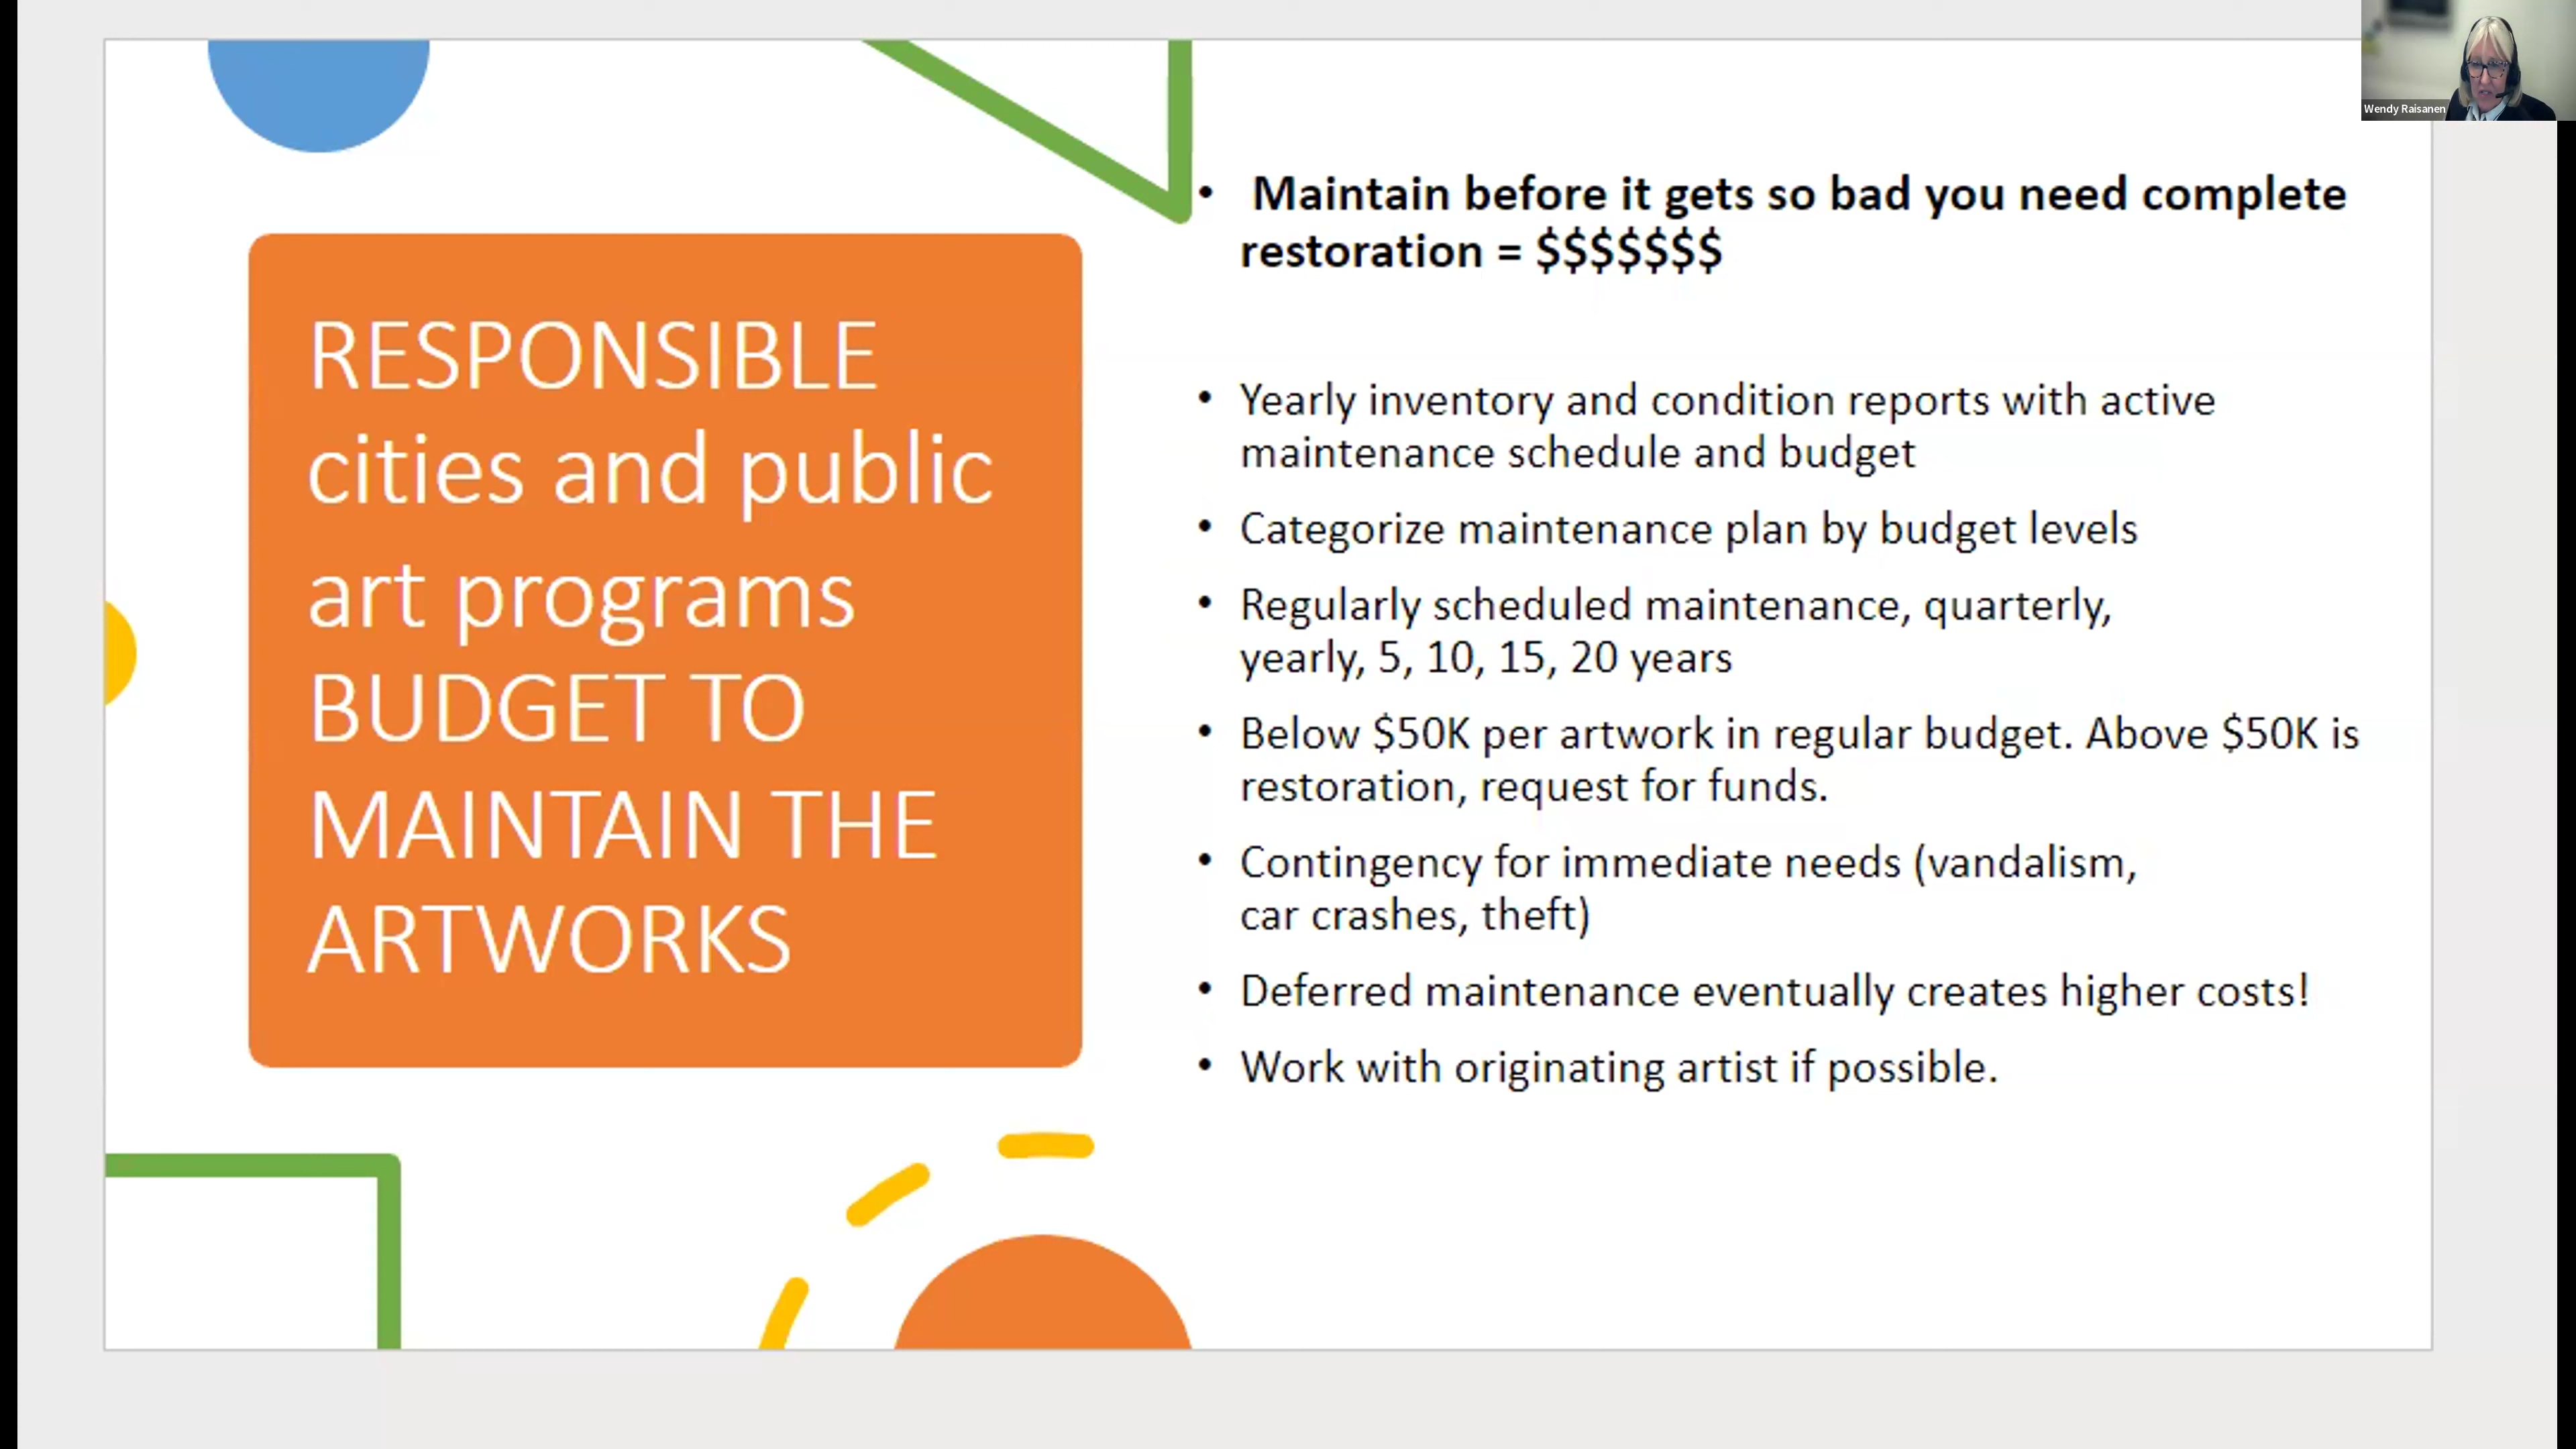 Wendy Raisanen
RESPONSIBLE
cities and public
art programs
BUDGET TO
MAINTAIN THE
ARTWORKS
• Maintain before it gets so bad you need complete
restoration = $$$$$$$
• Yearly inventory and condition reports with active
maintenance schedule and budget
• Categorize maintenance plan by budget levels
• Regularly scheduled maintenance, quarterly,
yearly, 5, 10, 15, 20 years
• Below $50K per artwork in regular budget. Above $50K is
restoration, request for funds.
• Contingency for immediate needs (vandalism,
car crashes, theft)
• Deferred maintenance eventually creates higher costs!
• Work with originating artist if possible.